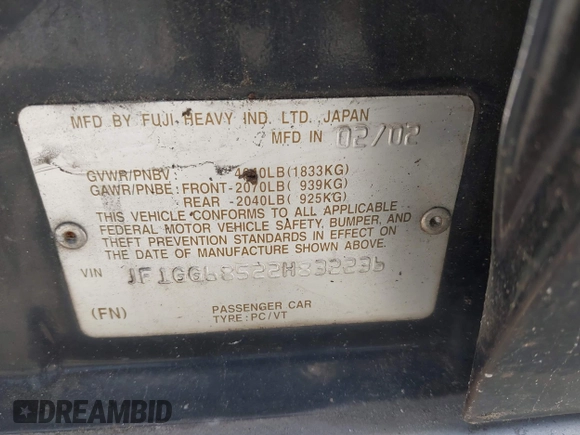 MFD BY FUJI HEAVY IND. LTD. JAPAN
MFD IN 02/02
GVWR/PNBV : LB(1833KG)
GAWR/PNBE: FRONT-2070LB( 939KG)
REAR -2040LB( 925KG)
THIS VEHICLE CONFORMS TO ALL APPLICABLE
FEDERAL MOTOR VEHICLE SAFETY, BUMPER, AND
THEFT PREVENTION STANDARDS IN EFFECT ON
THE DATE OF MANUFACTURE SHOWN ABOVE.
VIN JF1GG68522H832236
(FN) PASSENGER CAR
TYPE: PC/VT
DREAMBID